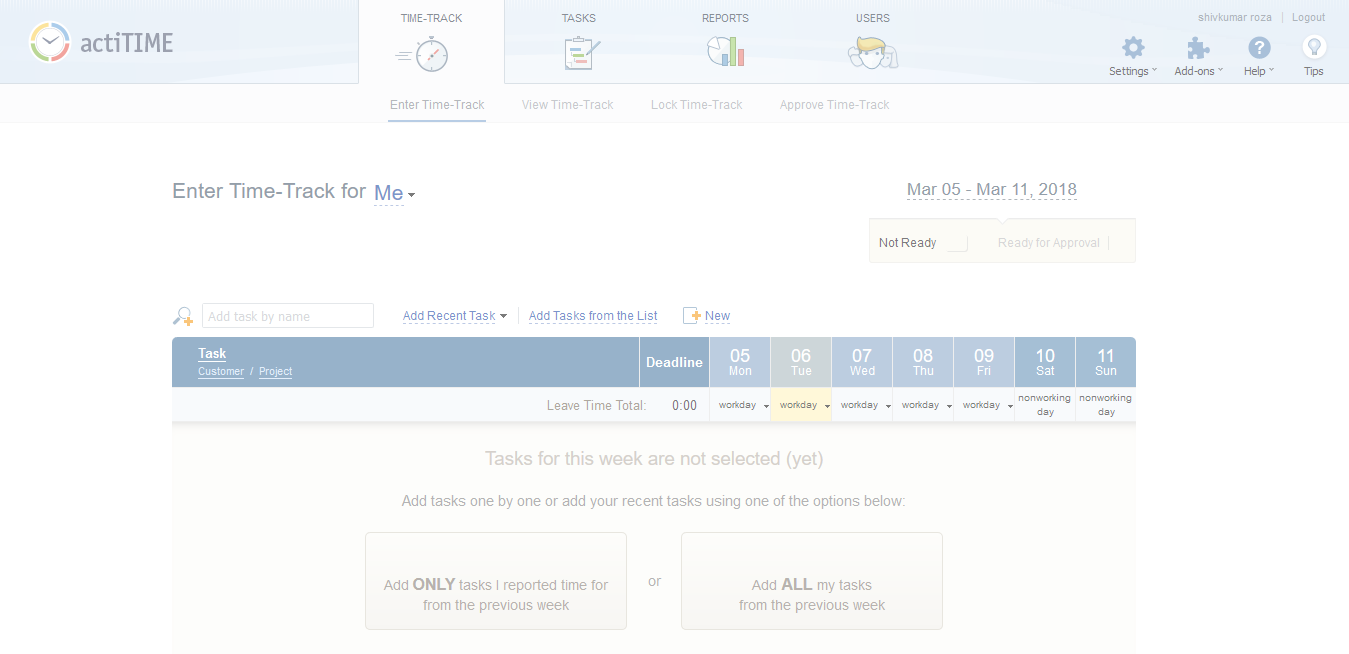 actiTIME
TIME-TRACK
TASKS
REPORTS
USERS
shivkumar roza | Logout
Settings
Add-ons
Help
Tips
Enter Time-Track
View Time-Track
Lock Time-Track
Approve Time-Track
Enter Time-Track for Me
Mar 05 - Mar 11, 2018
Not Ready
Ready for Approval
Add task by name
Add Recent Task
Add Tasks from the List
New
Task
Customer / Project
Deadline
05
Mon
06
Tue
07
Wed
08
Thu
09
Fri
10
Sat
11
Sun
Leave Time Total: 0:00
workday
workday
workday
workday
workday
nonworking
day
nonworking
day
Tasks for this week are not selected (yet)
Add tasks one by one or add your recent tasks using one of the options below:
Add ONLY tasks I reported time for
from the previous week
or
Add ALL my tasks
from the previous week